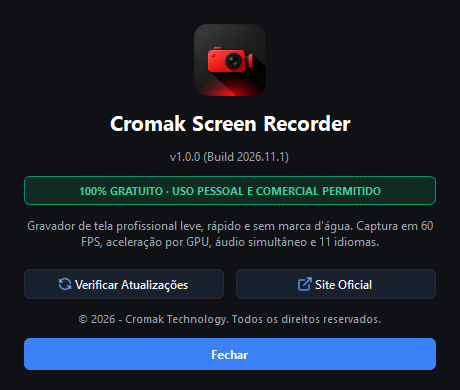 Cromak Screen Recorder
v1.0.0 (Build 2026.11.1)
100% GRATUITO · USO PESSOAL E COMERCIAL PERMITIDO
Gravador de tela profissional leve, rápido e sem marca d'água. Captura em 60
FPS, aceleração por GPU, áudio simultâneo e 11 idiomas.
Verificar Atualizações
Site Oficial
© 2026 - Cromak Technology. Todos os direitos reservados.
Fechar